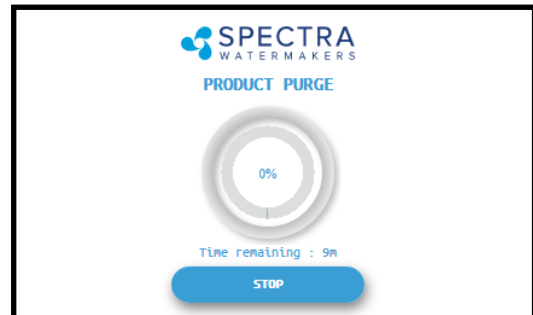 SPECTRA
WATERMAKERS
PRODUCT PURGE
0%
Time remaining : 9m
STOP